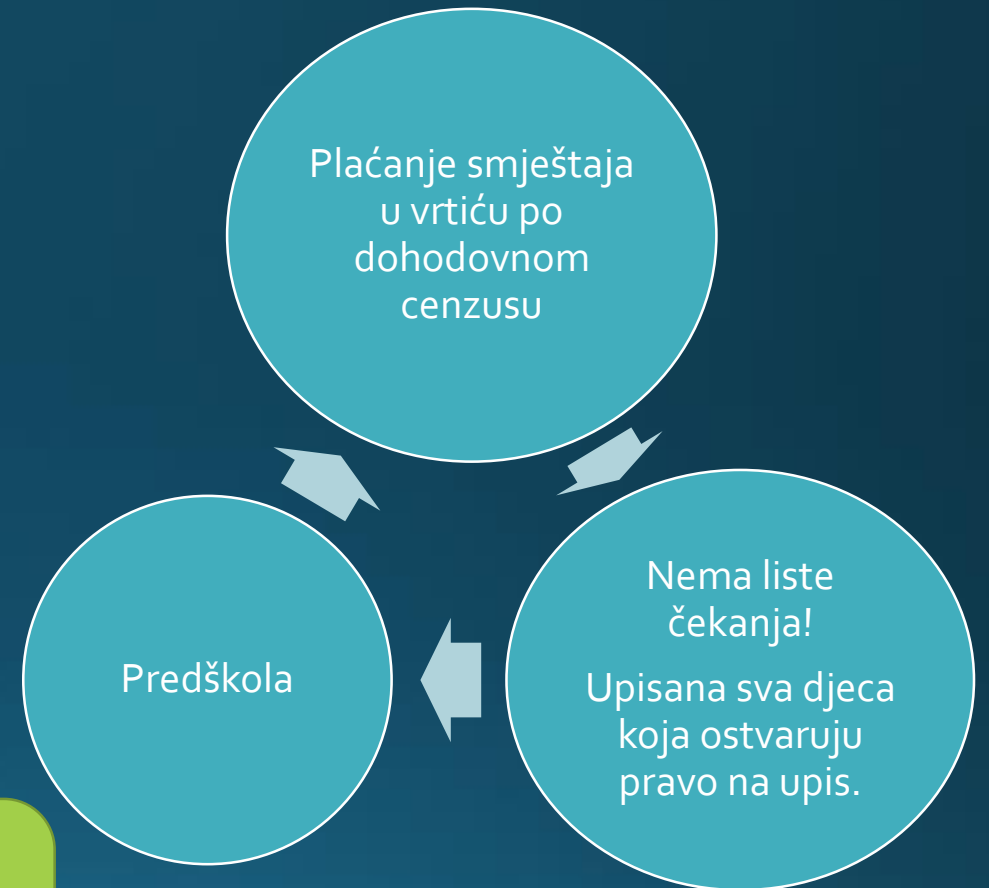 Plaćanje smještaja
u vrtiću po
dohodovnom
cenzusu
Nema liste
čekanja!
Upisana sva djeca
koja ostvaruju
pravo na upis.
Predškola